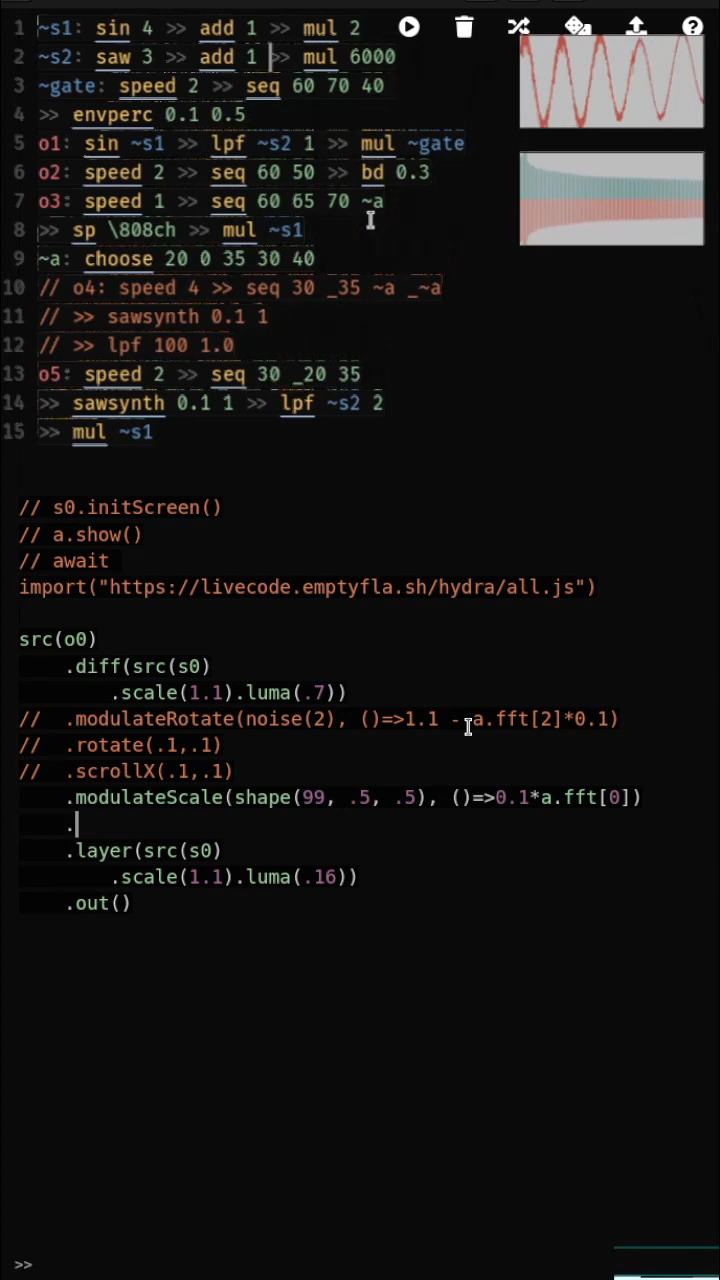 1 ~s1: sin 4 >> add 1 >> mul 2
2 ~s2: saw 3 >> add 1 >> mul 6000
3 ~gate: speed 2 >> seq 60 70 40
4 >> envperc 0.1 0.5
5 o1: sin ~s1 >> lpf ~s2 1 >> mul ~gate
6 o2: speed 2 >> seq 60 50 >> bd 0.3
7 o3: speed 1 >> seq 60 65 70 ~a
8 >> sp \808ch >> mul ~s1
9 ~a: choose 20 0 35 30 40
10 // o4: speed 4 >> seq 30 _35 ~a _~a
11 // >> sawsynth 0.1 1
12 // >> lpf 100 1.0
13 o5: speed 2 >> seq 30 _20 35
14 >> sawsynth 0.1 1 >> lpf ~s2 2
15 >> mul ~s1
// s0.initScreen()
// a.show()
// await
import("https://livecode.emptyfla.sh/hydra/all.js")
src(o0)
.diff(src(s0)
.scale(1.1).luma(.7))
// .modulateRotate(noise(2), ()=>1.1 - a.fft[2]*0.1)
// .rotate(.1,.1)
// .scrollX(.1,.1)
.modulateScale(shape(99, .5, .5), ()=>0.1*a.fft[0])
.
.layer(src(s0)
.scale(1.1).luma(.16))
.out()
>>